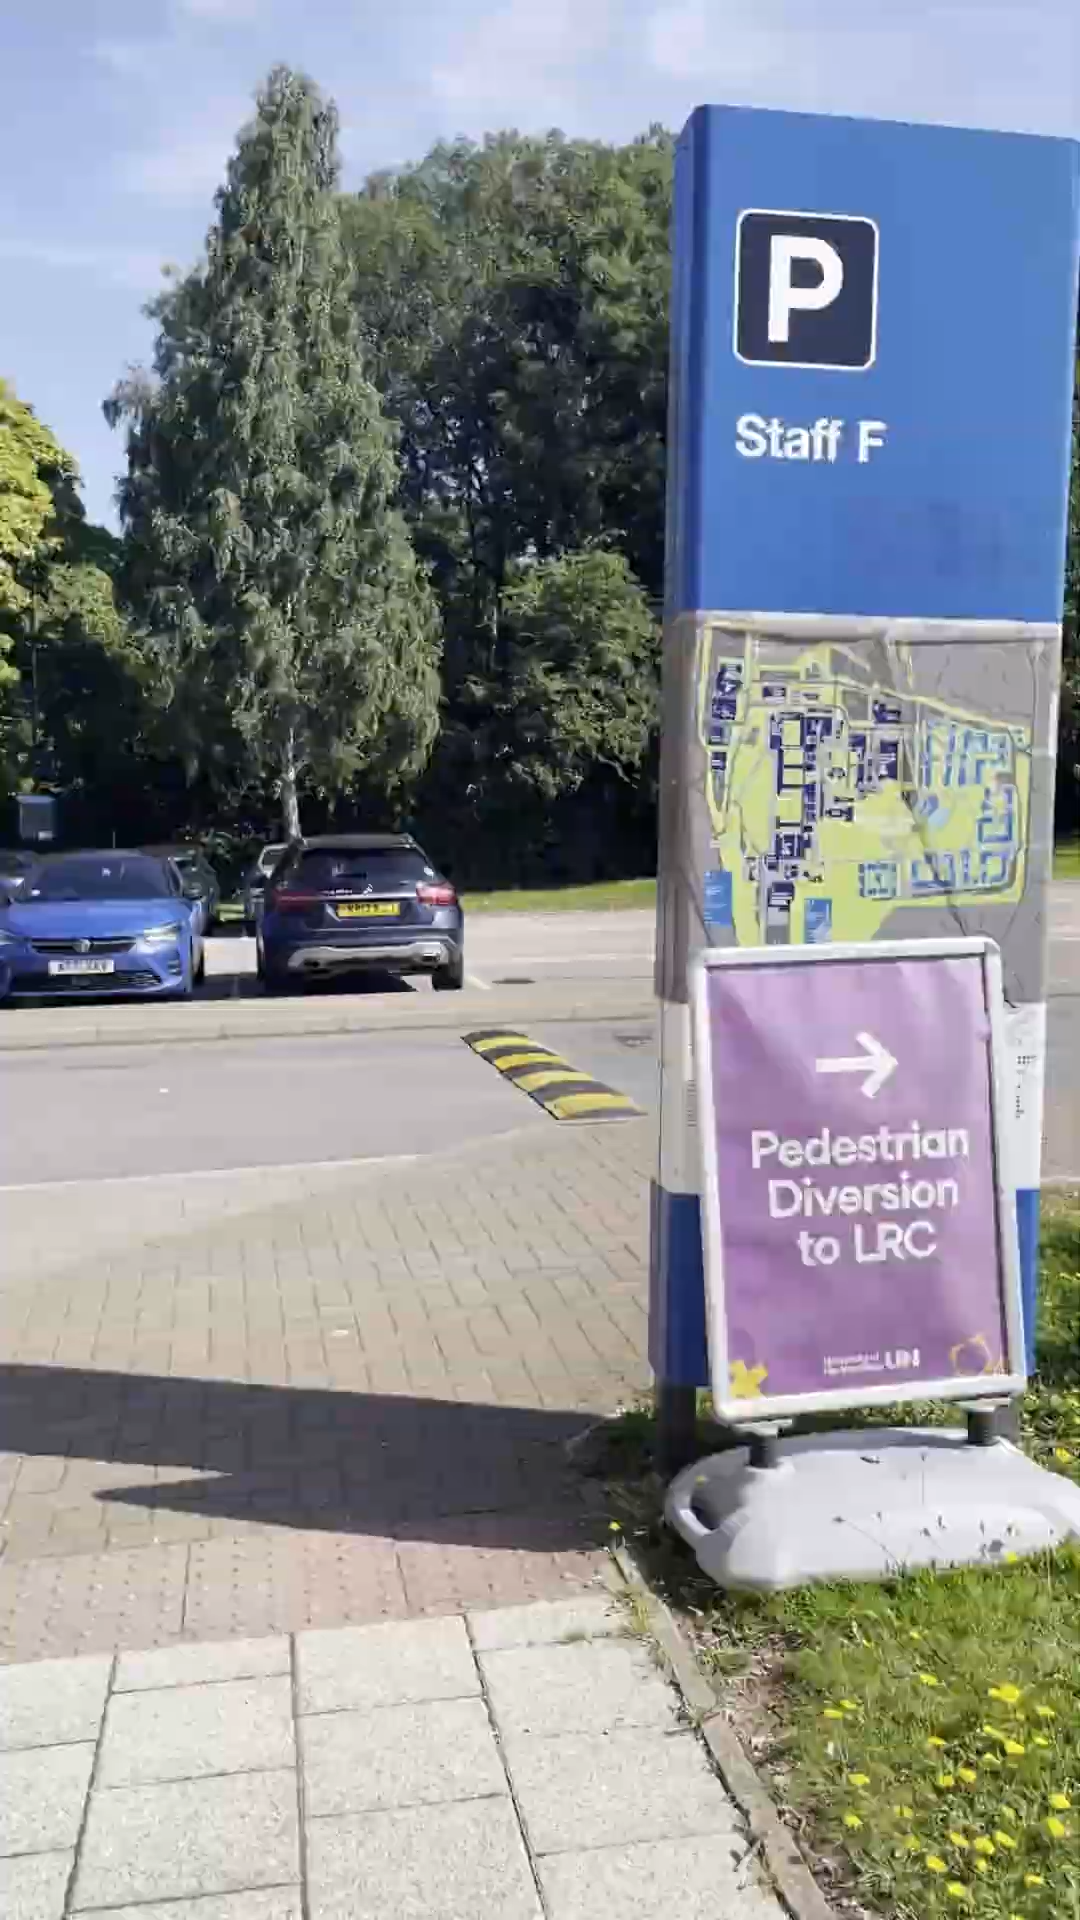 P
Staff F
→
Pedestrian
Diversion
to LRC